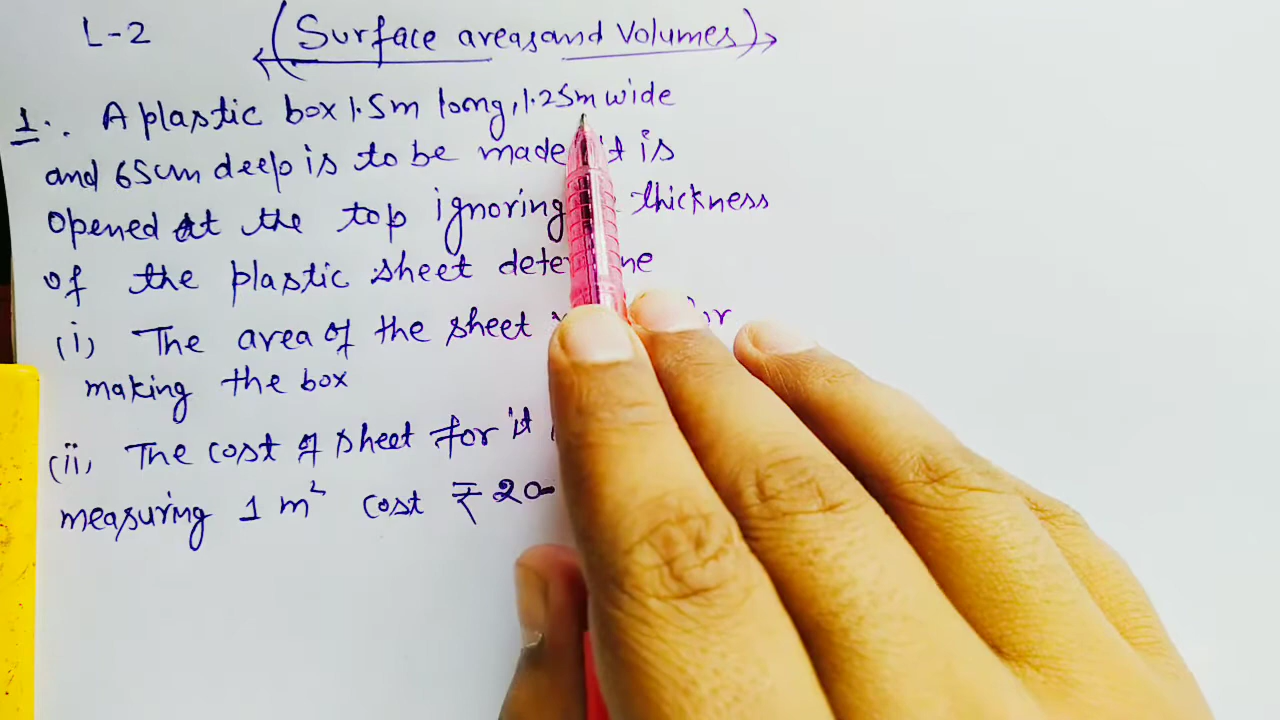 L-2 (Surface areas and Volumes)
1. A plastic box 1.5m long, 1.25m wide
and 65cm deep is to be made it is
opened at the top ignoring thickness
of the plastic sheet
(i) The area of the sheet
making the box
(ii) The cost of sheet for it
measuring 1 m² cost ₹ 20